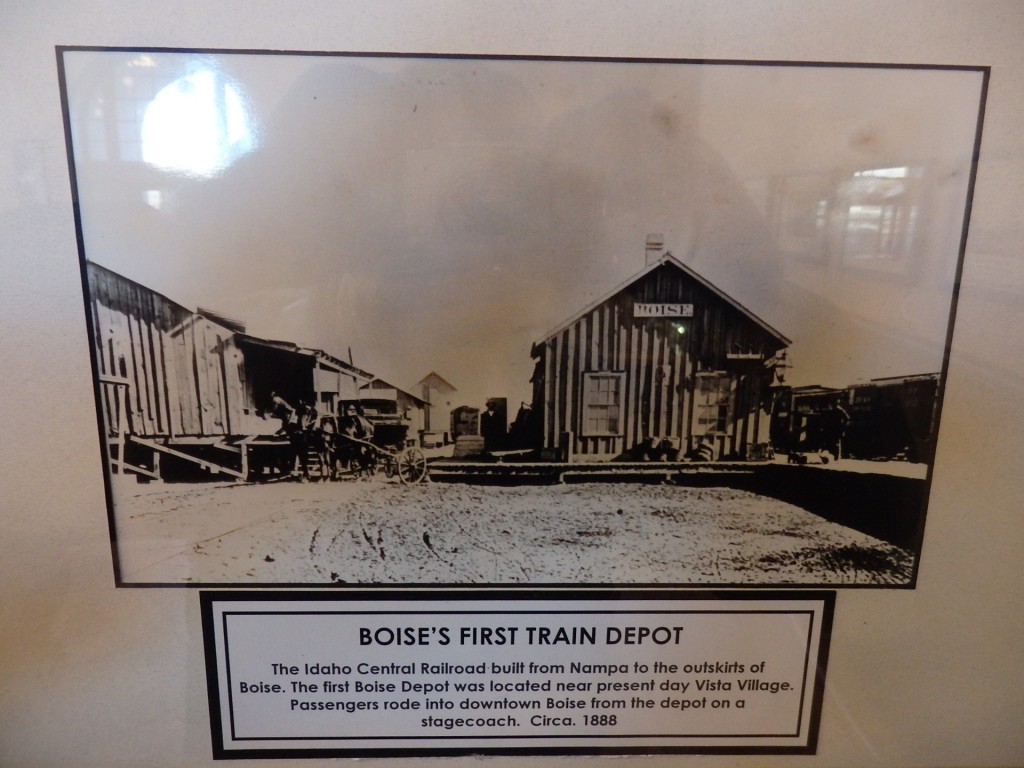 BOISE
BOISE'S FIRST TRAIN DEPOT
The Idaho Central Railroad built from Nampa to the outskirts of
Boise. The first Boise Depot was located near present day Vista Village.
Passengers rode into downtown Boise from the depot on a
stagecoach. Circa. 1888